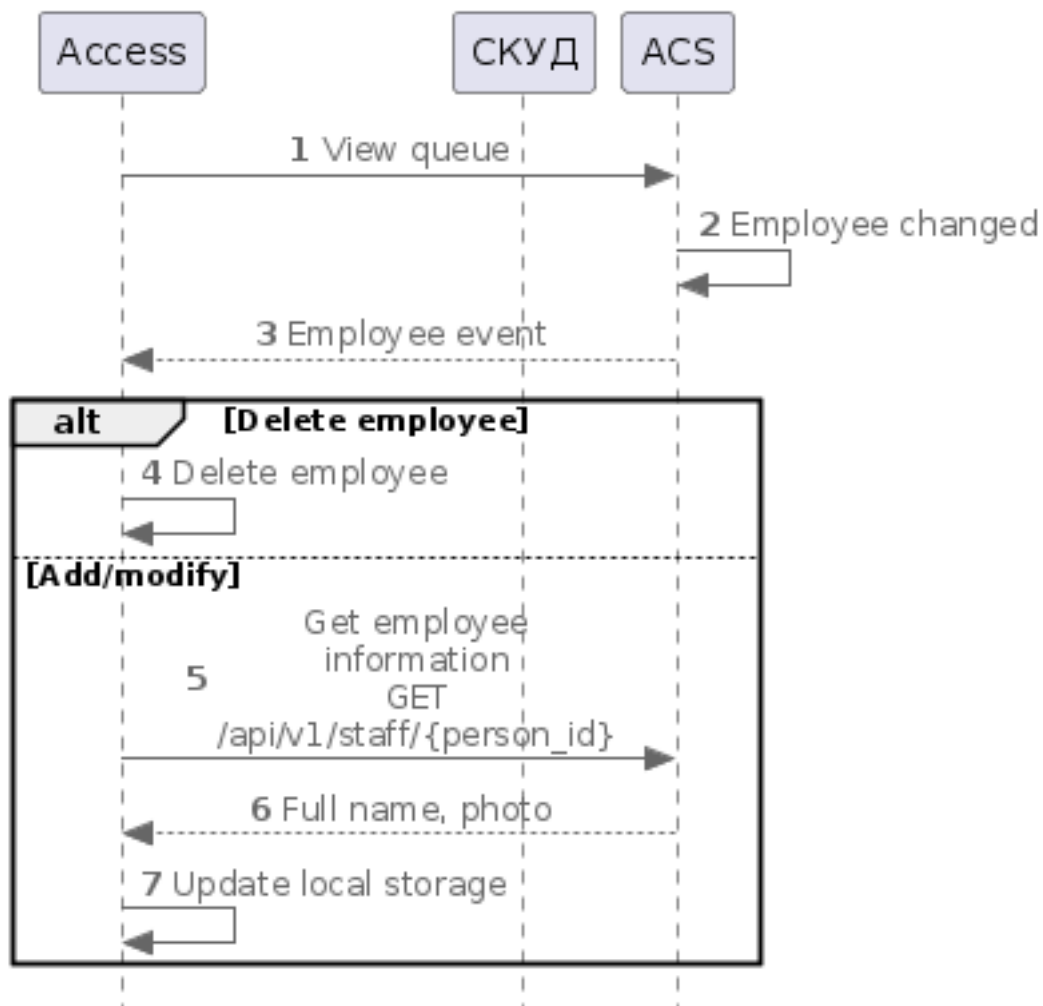 Access
СКУД
ACS
1 View queue
2 Employee changed
3 Employee event
alt
[Delete employee]
4 Delete employee
[Add/modify]
5
Get employee
information
GET
/api/v1/staff/{person_id}
6 Full name, photo
7 Update local storage